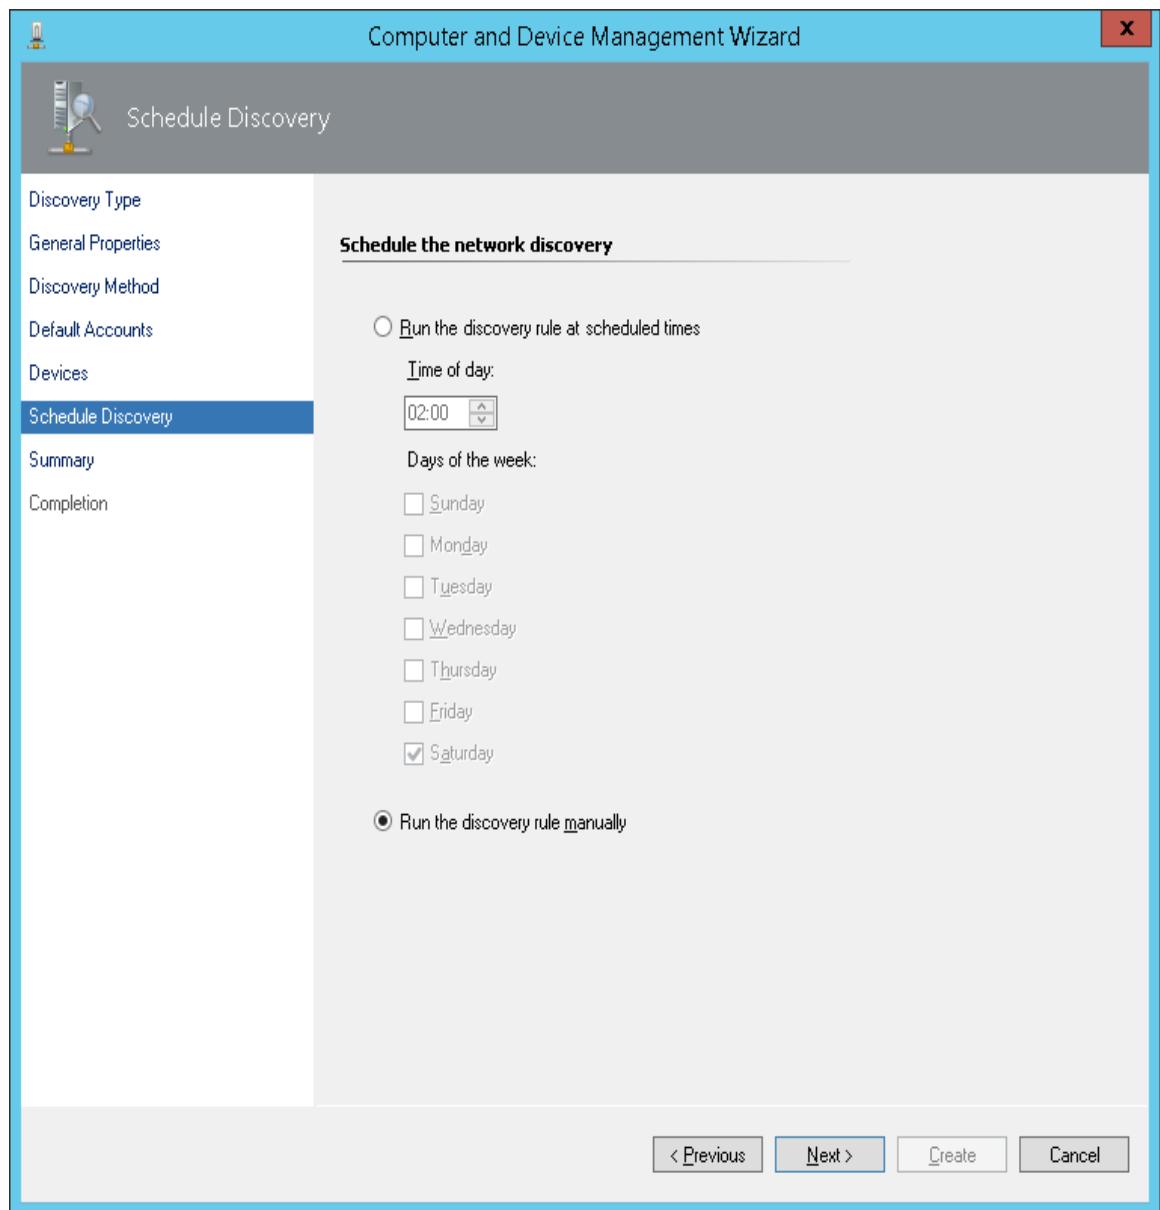 Computer and Device Management Wizard
x
Schedule Discovery
Discovery Type
General Properties
Discovery Method
Default Accounts
Devices
Schedule Discovery
Summary
Completion
Schedule the network discovery
Run the discovery rule at scheduled times
Time of day:
02:00
Days of the week:
Sunday
Monday
Tuesday
Wednesday
Thursday
Friday
Saturday
Run the discovery rule manually
< Previous Next > Create Cancel